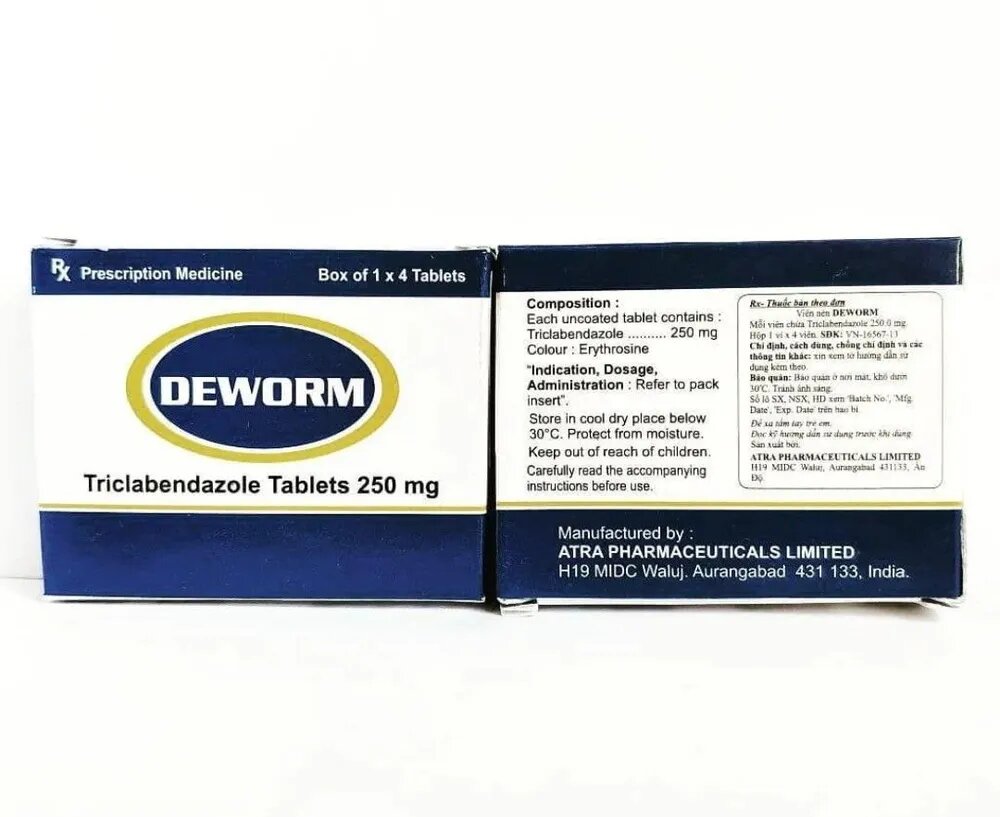 Rx Prescription Medicine
Box of 1 x 4 Tablets
DEWORM
Triclabendazole Tablets 250 mg
Composition :
Each uncoated tablet contains :
Triclabendazole .......... 250 mg
Colour : Erythrosine
"Indication, Dosage,
Administration : Refer to pack
insert".
Store in cool dry place below
30°C. Protect from moisture.
Keep out of reach of children.
Carefully read the accompanying
instructions before use.
Rx- Thuốc bán theo đơn
Viên nén DEWORM
Mỗi viên chứa Triclabendazole 250.0 mg.
Hộp 1 vỉ x 4 viên. SĐK: VN-16567-13
Chỉ định, cách dùng, chống chỉ định và các
thông tin khác: xin xem tờ hướng dẫn sử
dụng kèm theo.
Bảo quản: Bảo quản ở nơi mát, khô dưới
30°C. Tránh ánh sáng.
Số lô SX, NSX, HD xem 'Batch No.', 'Mfg.
Date', 'Exp. Date' trên bao bì
Để xa tầm tay trẻ em.
Đọc kỹ hướng dẫn sử dụng trước khi dùng.
Sản xuất bởi:
ATRA PHARMACEUTICALS LIMITED
H19 MIDC Waluj, Aurangabad 431133, Ấn
Độ.
Manufactured by :
ATRA PHARMACEUTICALS LIMITED
H19 MIDC Waluj. Aurangabad 431 133, India.